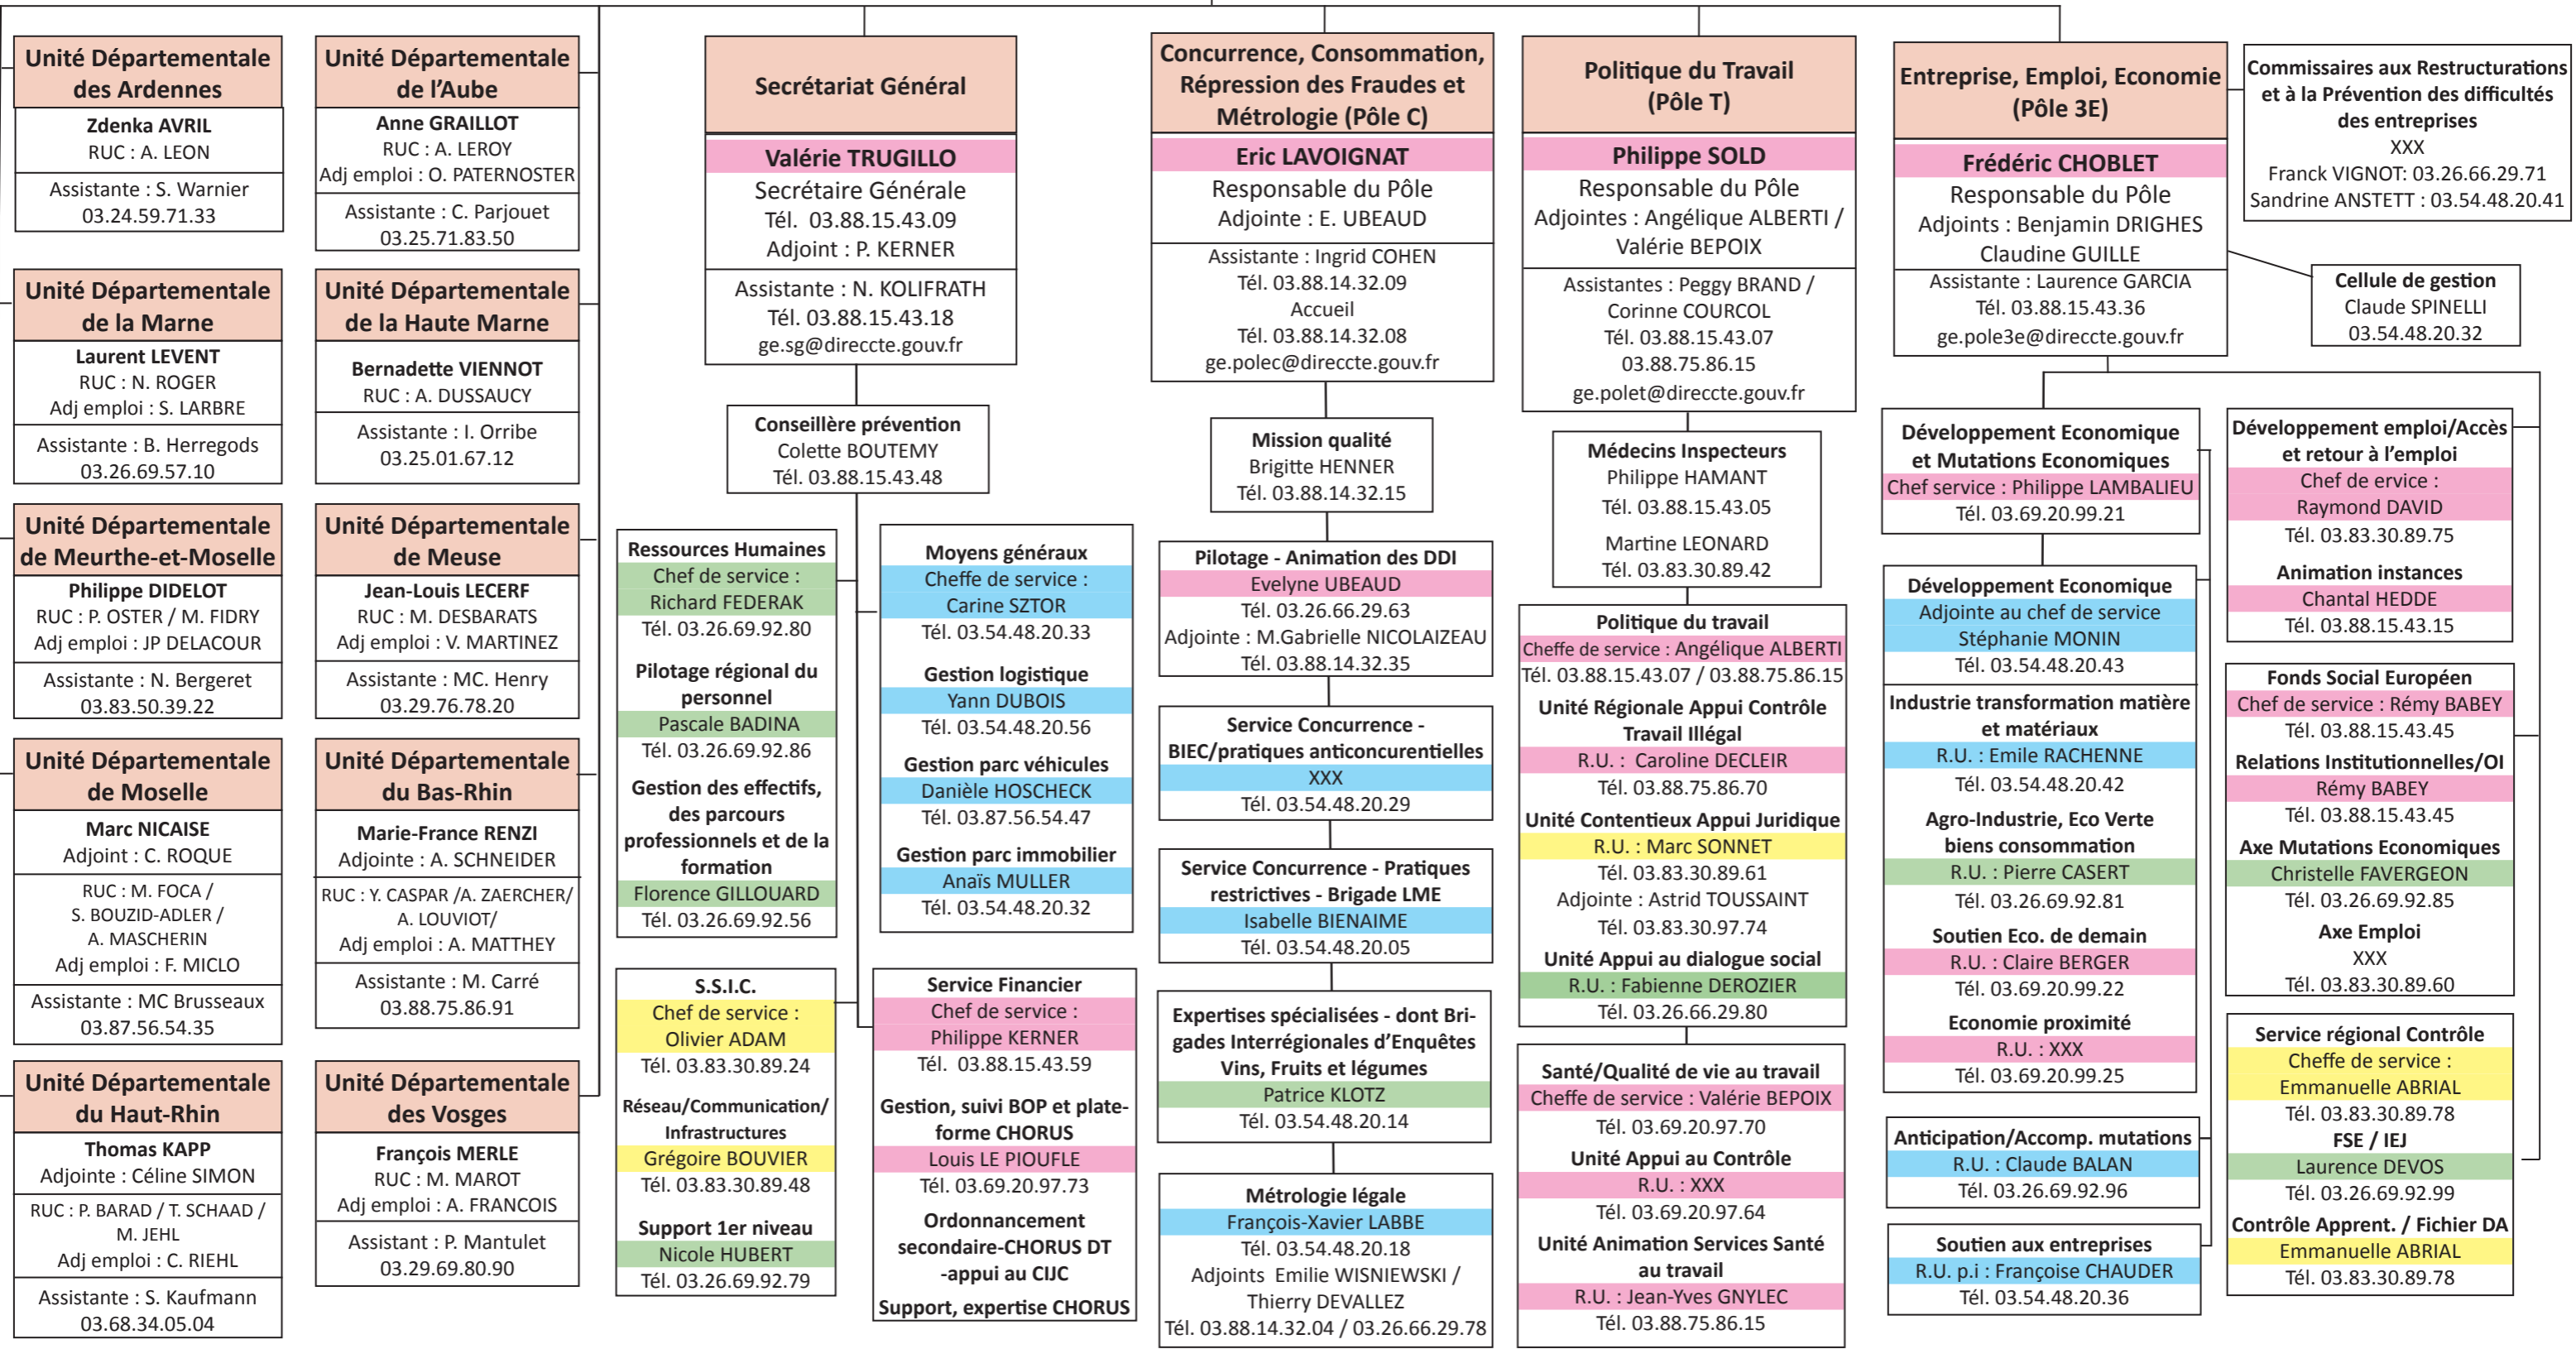 Unité Départementale
des Ardennes
Zdenka AVRIL
RUC : A. LEON
Assistante : S. Warnier
03.24.59.71.33
Unité Départementale
de l'Aube
Anne GRAILLOT
RUC : A. LEROY
Adj emploi : O. PATERNOSTER
Assistante : C. Parjouet
03.25.71.83.50
Unité Départementale
de la Marne
Laurent LEVENT
RUC : N. ROGER
Adj emploi : S. LARBRE
Assistante : B. Herregods
03.26.69.57.10
Unité Départementale
de la Haute Marne
Bernadette VIENNOT
RUC : A. DUSSAUCY
Assistante : I. Orribe
03.25.01.67.12
Unité Départementale
de Meurthe-et-Moselle
Philippe DIDELOT
RUC : P. OSTER / M. FIDRY
Adj emploi : JP DELACOUR
Assistante : N. Bergeret
03.83.50.39.22
Unité Départementale
de Meuse
Jean-Louis LECERF
RUC : M. DESBARATS
Adj emploi : V. MARTINEZ
Assistante : MC. Henry
03.29.76.78.20
Unité Départementale
de Moselle
Marc NICAISE
Adjoint : C. ROQUE
RUC : M. FOCA /
S. BOUZID-ADLER /
A. MASCHERIN
Adj emploi : F. MICLO
Assistante : MC Brusseaux
03.87.56.54.35
Unité Départementale
du Bas-Rhin
Marie-France RENZI
Adjointe : A. SCHNEIDER
RUC : Y. CASPAR /A. ZAERCHER/
A. LOUVIOT/
Adj emploi : A. MATTHEY
Assistante : M. Carré
03.88.75.86.91
Unité Départementale
du Haut-Rhin
Thomas KAPP
Adjointe : Céline SIMON
RUC : P. BARAD / T. SCHAAD /
M. JEHL
Adj emploi : C. RIEHL
Assistante : S. Kaufmann
03.68.34.05.04
Unité Départementale
des Vosges
François MERLE
RUC : M. MAROT
Adj emploi : A. FRANCOIS
Assistant : P. Mantulet
03.29.69.80.90
Secrétariat Général
Valérie TRUGILLO
Secrétaire Générale
Tél. 03.88.15.43.09
Adjoint : P. KERNER
Assistante : N. KOLIFRATH
Tél. 03.88.15.43.18
ge.sg@direccte.gouv.fr
Conseillère prévention
Colette BOUTEMY
Tél. 03.88.15.43.48
Ressources Humaines
Chef de service :
Richard FEDERAK
Tél. 03.26.69.92.80
Pilotage régional du
personnel
Pascale BADINA
Tél. 03.26.69.92.86
Gestion des effectifs,
des parcours
professionnels et de la
formation
Florence GILLOUARD
Tél. 03.26.69.92.56
Moyens généraux
Cheffe de service :
Carine SZTOR
Tél. 03.54.48.20.33
Gestion logistique
Yann DUBOIS
Tél. 03.54.48.20.56
Gestion parc véhicules
Danièle HOSCHECK
Tél. 03.87.56.54.47
Gestion parc immobilier
Anaïs MULLER
Tél. 03.54.48.20.32
S.S.I.C.
Chef de service :
Olivier ADAM
Tél. 03.83.30.89.24
Réseau/Communication/
Infrastructures
Grégoire BOUVIER
Tél. 03.83.30.89.48
Support 1er niveau
Nicole HUBERT
Tél. 03.26.69.92.79
Service Financier
Chef de service :
Philippe KERNER
Tél. 03.88.15.43.59
Gestion, suivi BOP et plate-
forme CHORUS
Louis LE PIOUFLE
Tél. 03.69.20.97.73
Ordonnancement
secondaire-CHORUS DT
-appui au CIJC
Support, expertise CHORUS
Concurrence, Consommation,
Répression des Fraudes et
Métrologie (Pôle C)
Eric LAVOIGNAT
Responsable du Pôle
Adjointe : E. UBEAUD
Assistante : Ingrid COHEN
Tél. 03.88.14.32.09
Accueil
Tél. 03.88.14.32.08
ge.polec@direccte.gouv.fr
Mission qualité
Brigitte HENNER
Tél. 03.88.14.32.15
Pilotage - Animation des DDI
Evelyne UBEAUD
Tél. 03.26.66.29.63
Adjointe : M.Gabrielle NICOLAIZEAU
Tél. 03.88.14.32.35
Service Concurrence -
BIEC/pratiques anticoncurentielles
XXX
Tél. 03.54.48.20.29
Service Concurrence - Pratiques
restrictives - Brigade LME
Isabelle BIENAIME
Tél. 03.54.48.20.05
Expertises spécialisées - dont Bri-
gades Interrégionales d'Enquêtes
Vins, Fruits et légumes
Patrice KLOTZ
Tél. 03.54.48.20.14
Métrologie légale
François-Xavier LABBE
Tél. 03.54.48.20.18
Adjoints Emilie WISNIEWSKI /
Thierry DEVALLEZ
Tél. 03.88.14.32.04 / 03.26.66.29.78
Politique du Travail
(Pôle T)
Philippe SOLD
Responsable du Pôle
Adjointes : Angélique ALBERTI /
Valérie BEPOIX
Assistantes : Peggy BRAND /
Corinne COURCOL
Tél. 03.88.15.43.07
03.88.75.86.15
ge.polet@direccte.gouv.fr
Médecins Inspecteurs
Philippe HAMANT
Tél. 03.88.15.43.05
Martine LEONARD
Tél. 03.83.30.89.42
Politique du travail
Cheffe de service : Angélique ALBERTI
Tél. 03.88.15.43.07 / 03.88.75.86.15
Unité Régionale Appui Contrôle
Travail Illégal
R.U. : Caroline DECLEIR
Tél. 03.88.75.86.70
Unité Contentieux Appui Juridique
R.U. : Marc SONNET
Tél. 03.83.30.89.61
Adjointe : Astrid TOUSSAINT
Tél. 03.83.30.97.74
Unité Appui au dialogue social
R.U. : Fabienne DEROZIER
Tél. 03.26.66.29.80
Santé/Qualité de vie au travail
Cheffe de service : Valérie BEPOIX
Tél. 03.69.20.97.70
Unité Appui au Contrôle
R.U. : XXX
Tél. 03.69.20.97.64
Unité Animation Services Santé
au travail
R.U. : Jean-Yves GNYLEC
Tél. 03.88.75.86.15
Entreprise, Emploi, Economie
(Pôle 3E)
Frédéric CHOBLET
Responsable du Pôle
Adjoints : Benjamin DRIGHES
Claudine GUILLE
Assistante : Laurence GARCIA
Tél. 03.88.15.43.36
ge.pole3e@direccte.gouv.fr
Commissaires aux Restructurations
et à la Prévention des difficultés
des entreprises
XXX
Franck VIGNOT: 03.26.66.29.71
Sandrine ANSTETT : 03.54.48.20.41
Cellule de gestion
Claude SPINELLI
03.54.48.20.32
Développement Economique
et Mutations Economiques
Chef service : Philippe LAMBALIEU
Tél. 03.69.20.99.21
Développement Economique
Adjointe au chef de service
Stéphanie MONIN
Tél. 03.54.48.20.43
Industrie transformation matière
et matériaux
R.U. : Emile RACHENNE
Tél. 03.54.48.20.42
Agro-Industrie, Eco Verte
biens consommation
R.U. : Pierre CASERT
Tél. 03.26.69.92.81
Soutien Eco. de demain
R.U. : Claire BERGER
Tél. 03.69.20.99.22
Economie proximité
R.U. : XXX
Tél. 03.69.20.99.25
Anticipation/Accomp. mutations
R.U. : Claude BALAN
Tél. 03.26.69.92.96
Soutien aux entreprises
R.U. p.i : Françoise CHAUDER
Tél. 03.54.48.20.36
Développement emploi/Accès
et retour à l'emploi
Chef de ervice :
Raymond DAVID
Tél. 03.83.30.89.75
Animation instances
Chantal HEDDE
Tél. 03.88.15.43.15
Fonds Social Européen
Chef de service : Rémy BABEY
Tél. 03.88.15.43.45
Relations Institutionnelles/OI
Rémy BABEY
Tél. 03.88.15.43.45
Axe Mutations Economiques
Christelle FAVERGEON
Tél. 03.26.69.92.85
Axe Emploi
XXX
Tél. 03.83.30.89.60
Service régional Contrôle
Cheffe de service :
Emmanuelle ABRIAL
Tél. 03.83.30.89.78
FSE / IEJ
Laurence DEVOS
Tél. 03.26.69.92.99
Contrôle Apprent. / Fichier DA
Emmanuelle ABRIAL
Tél. 03.83.30.89.78